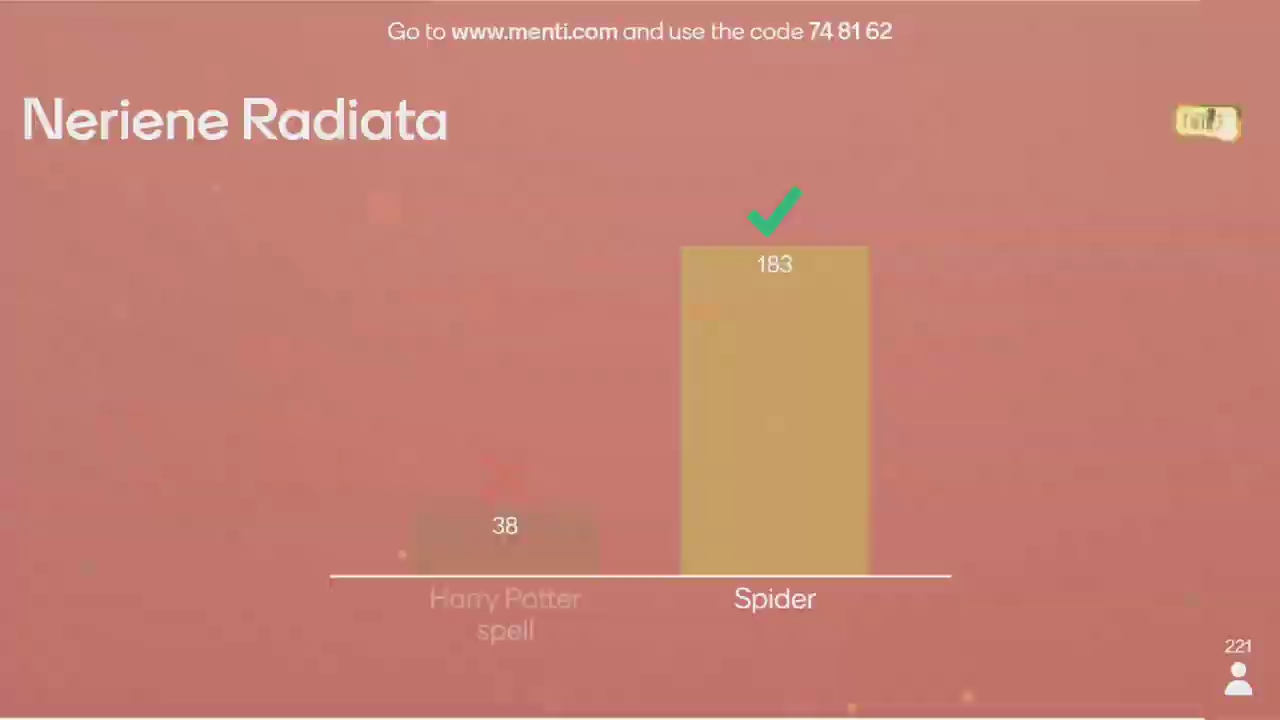 Go to www.menti.com and use the code 74 81 62
Neriene Radiata
183
38
Harry Potter
spell
Spider
221